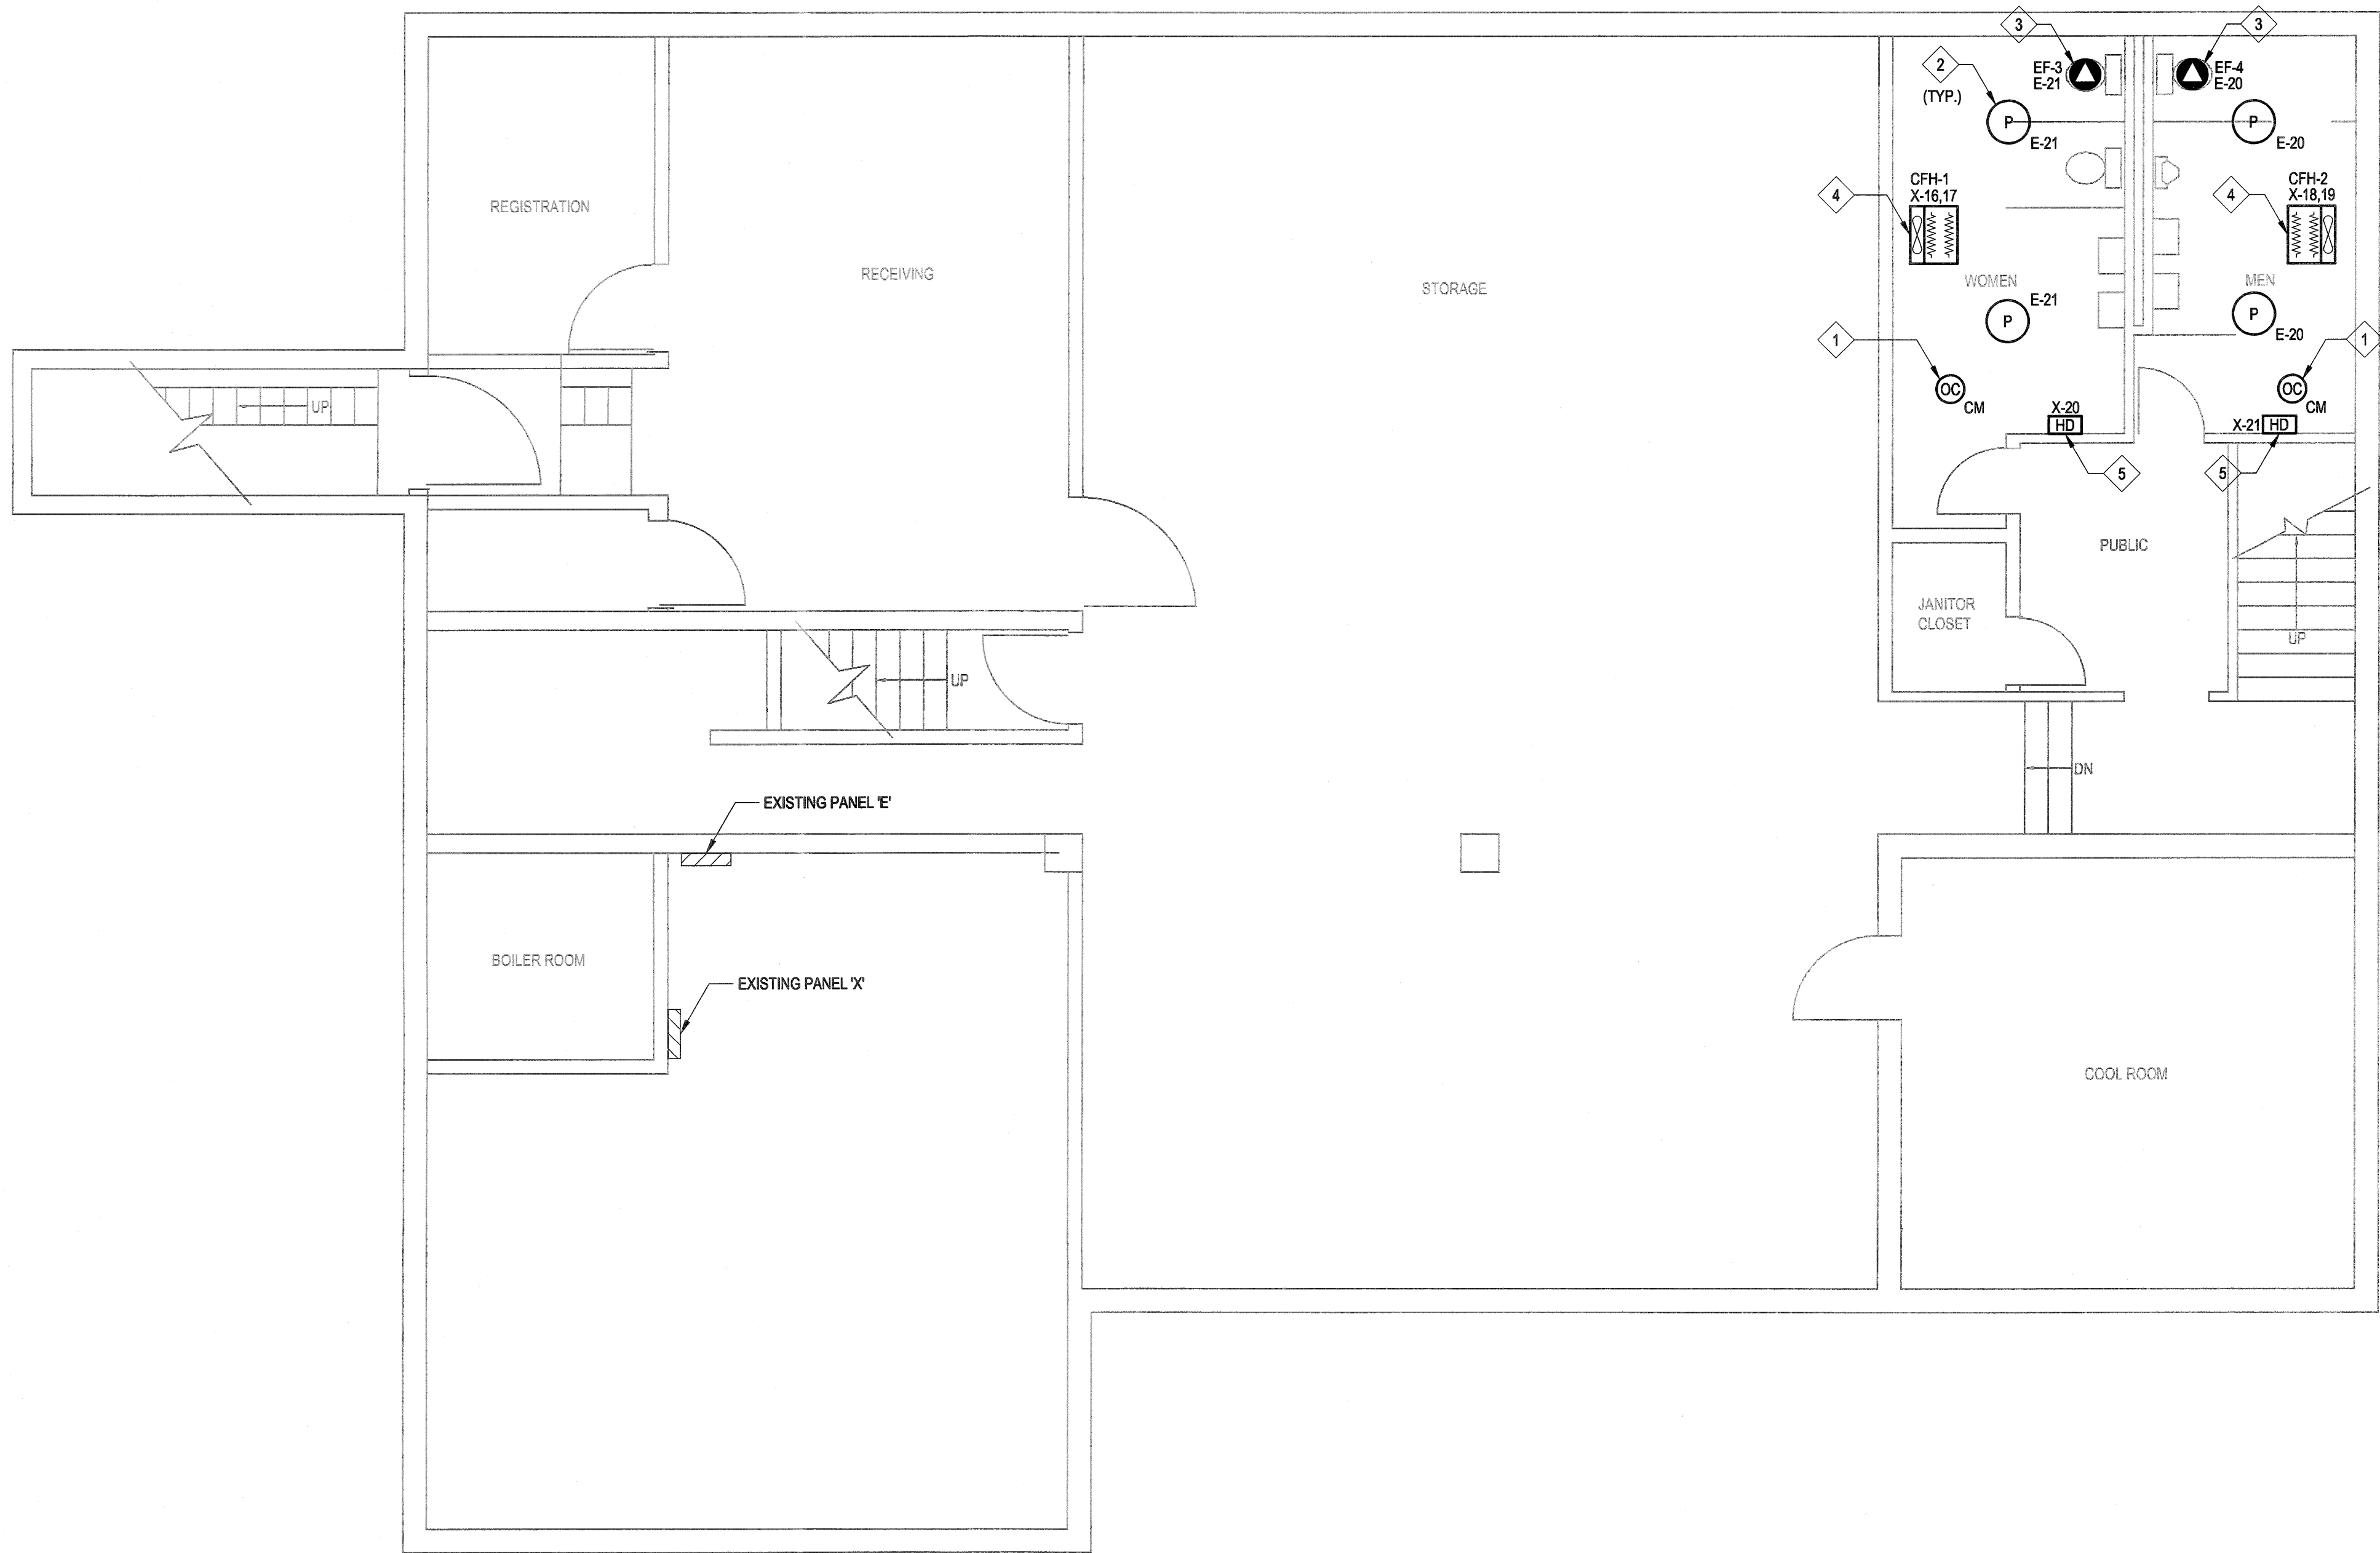 3
3
2
(TYP.)
EF-3
E-21
EF-4
E-20
P
E-21
P
E-20
REGISTRATION
CFH-1
X-16,17
4
CFH-2
X-18,19
4
RECEIVING
STORAGE
WOMEN
MEN
E-21
P
P
E-20
1
1
OC
CM
OC
CM
UP
X-20
HD
X-21
HD
5
5
PUBLIC
JANITOR
CLOSET
UP
UP
DN
EXISTING PANEL 'E'
BOILER ROOM
EXISTING PANEL 'X'
COOL ROOM